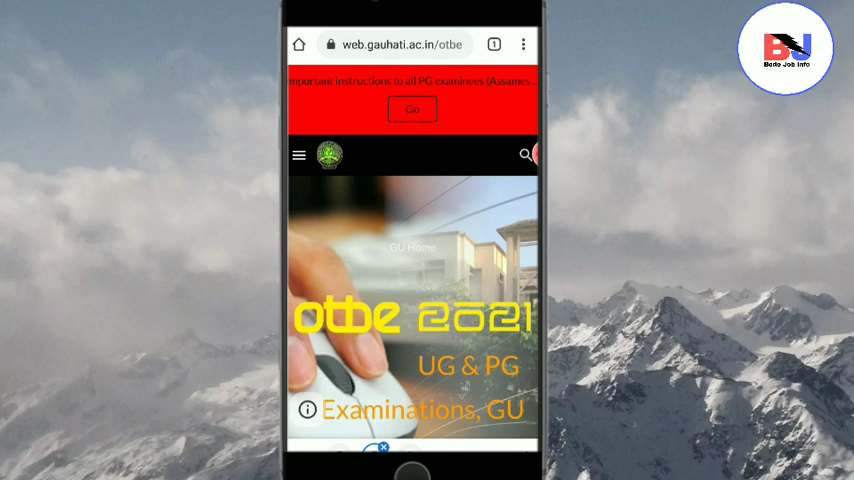 web.gauhati.ac.in/otbe
1
BJ
Bodo Job Info
mportant instructions to all PG examinees (Assames...
Go
GU Home
otbe 2021
UG & PG
Examinations, GU